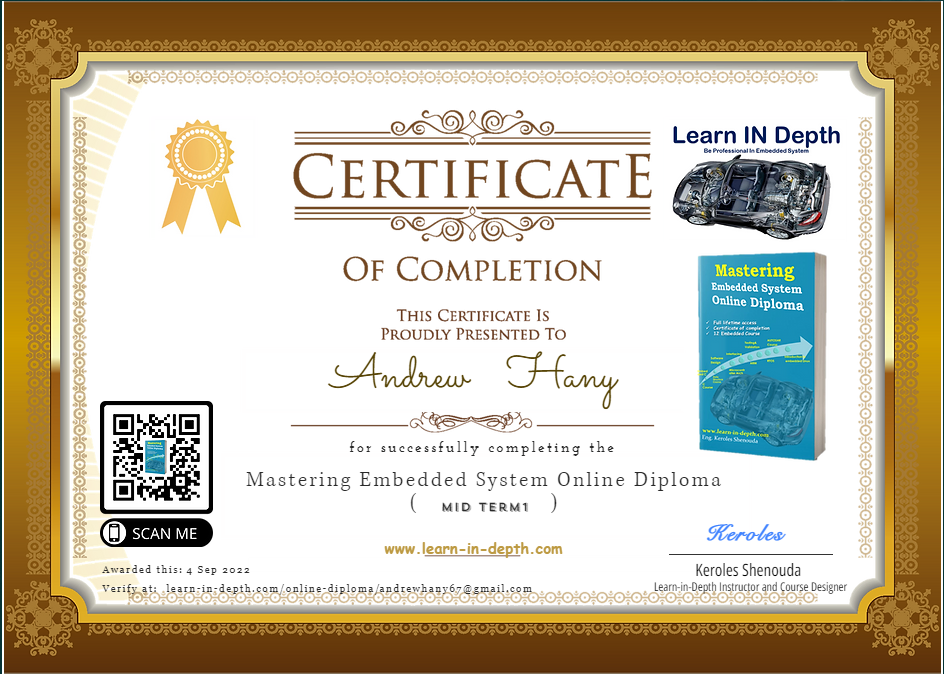 Learn IN Depth
Be Professional In Embedded System
CERTIFICATE
OF COMPLETION
THIS CERTIFICATE IS
PROUDLY PRESENTED TO
Andrew Hany
for successfully completing the
Mastering Embedded System Online Diploma
( MID TERM1 )
www.learn-in-depth.com
Mastering
Embedded System
Online Diploma
✓ Full lifetime access
✓ Certificate of completion
✓ 12 Embedded Course
www.learn-in-depth.com
Eng. Keroles Shenouda
SCAN ME
Awarded this: 4 Sep 2022
Verify at: learn-in-depth.com/online-diploma/andrewhany67@gmail.com
Keroles
Keroles Shenouda
Learn-in-Depth Instructor and Course Designer